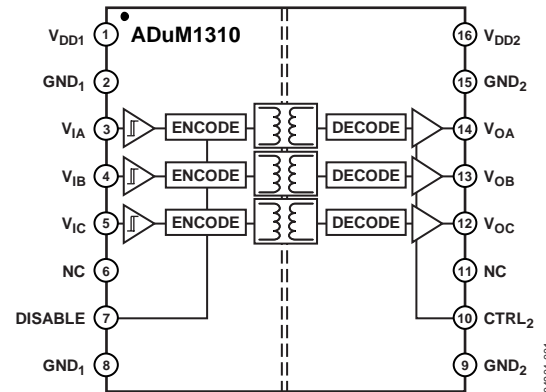 ADuM1310
VDD1 1
16 VDD2
GND1 2
15 GND2
VIA 3 ENCODE DECODE 14 VOA
VIB 4 ENCODE DECODE 13 VOB
VIC 5 ENCODE DECODE 12 VOC
NC 6
11 NC
DISABLE 7
10 CTRL2
GND1 8
9 GND2